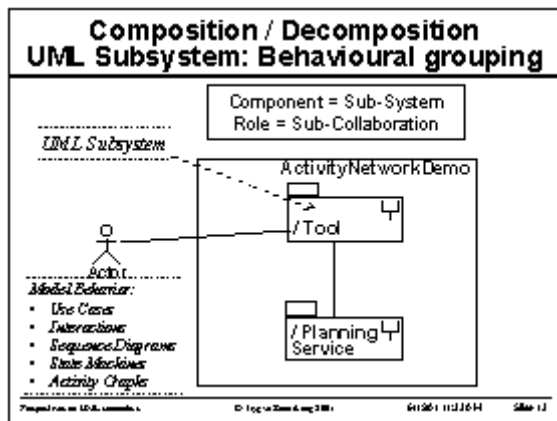 Composition / Decomposition
UML Subsystem: Behavioural grouping
Component = Sub-System
Role = Sub-Collaboration
UML Subsystem
ActivityNetworkDemo
/ Tool
Actor
Model Behavior:
• Use Cases
• Interactions
• Sequence Diagrams
• State Machines
• Activity Graphs
/ Planning
Service